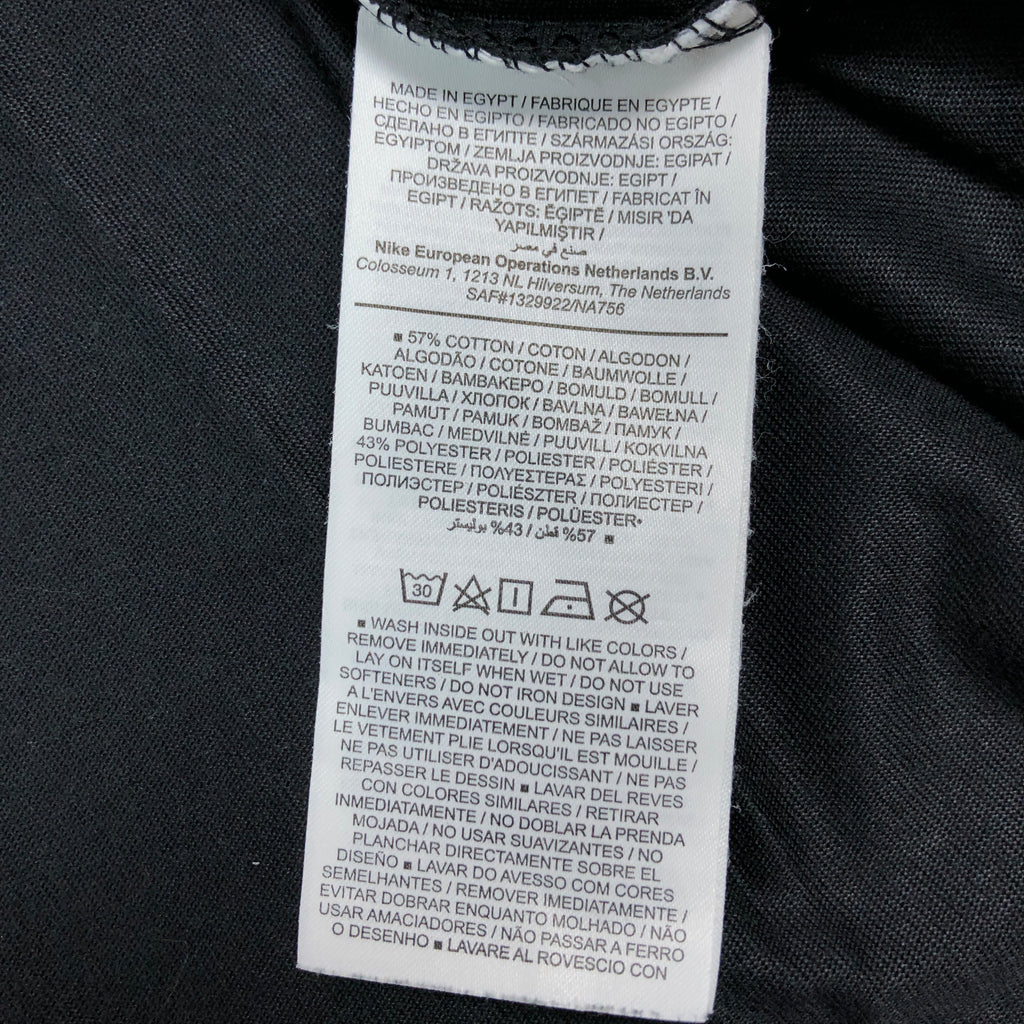 MADE IN EGYPT / FABRIQUE EN EGYPTE /
HECHO EN EGIPTO / FABRICADO NO EGIPTO /
СДЕЛАНО В ЕГИПТЕ / SZÁRMAZÁSI ORSZÁG:
EGYIPTOM / ZEMLJA PROIZVODNJE: EGIPAT /
DRŽAVA PROIZVODNJE: EGIPT /
ПРОИЗВЕДЕНО В ЕГИПЕТ / FABRICAT ÎN
EGIPT / RAŽOTS: ĒĢIPTĒ / MISIR 'DA
YAPILMIŞTIR /
صنع في مصر
Nike European Operations Netherlands B.V.
Colosseum 1, 1213 NL Hilversum, The Netherlands
SAF#1329922/NA756
57% COTTON / COTON / ALGODON /
ALGODÃO / COTONE / BAUMWOLLE /
KATOEN / ΒΑΜΒΑΚΕΡΟ / BOMULD / BOMULL /
PUUVILLA / ХЛОПОК / BAVLNA / BAWEŁNA /
PAMUT / PAMUK / BOMBAŽ / ПАМУК /
BUMBAC / MEDVILNĖ / PUUVILL / KOKVILNA
43% POLYESTER / POLIESTER / POLIÉSTER /
POLIESTERE / ΠΟΛΥΕΣΤΕΡΑΣ / POLYESTERI /
ПОЛИЭСТЕР / POLIÉSZTER / ПОЛИЕСТЕР /
POLIESTERIS / POLÜESTER•
57% قطن / 43% بوليستر
30
WASH INSIDE OUT WITH LIKE COLORS /
REMOVE IMMEDIATELY / DO NOT ALLOW TO
LAY ON ITSELF WHEN WET / DO NOT USE
SOFTENERS / DO NOT IRON DESIGN ■ LAVER
A L'ENVERS AVEC COULEURS SIMILAIRES /
ENLEVER IMMEDIATEMENT / NE PAS LAISSER
LE VETEMENT PLIE LORSQU'IL EST MOUILLE /
NE PAS UTILISER D'ADOUCISSANT / NE PAS
REPASSER LE DESSIN ■ LAVAR DEL REVES
CON COLORES SIMILARES / RETIRAR
INMEDIATAMENTE / NO DOBLAR LA PRENDA
MOJADA / NO USAR SUAVIZANTES / NO
PLANCHAR DIRECTAMENTE SOBRE EL
DISEÑO ■ LAVAR DO AVESSO COM CORES
SEMELHANTES / REMOVER IMEDIATAMENTE /
EVITAR DOBRAR ENQUANTO MOLHADO / NÃO
USAR AMACIADORES / NÃO PASSAR A FERRO
O DESENHO ■ LAVARE AL ROVESCIO CON